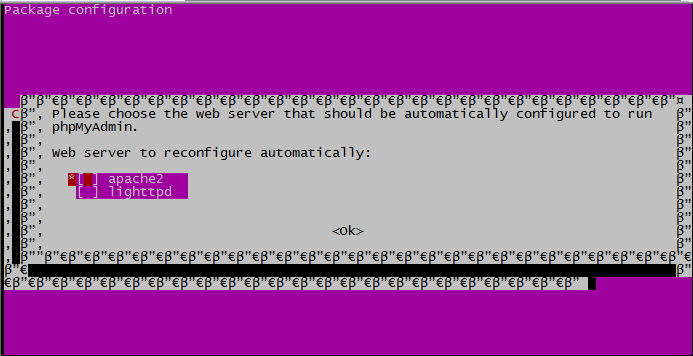 Package configuration
β”β”€β”€β”€β”€β”€β”€β”€β”€β”€β”€β”€β”€β”€β”€β”€β”€β”€β”€β”€β”€β”€β”€β”€β”€β”€β”€β”¤
Cβ”‚ Please choose the web server that should be automatically configured to run β”
‚ β”‚ phpMyAdmin. β”
‚ β”‚ β”
‚ β”‚ Web server to reconfigure automatically: β”
‚ β”‚ β”
‚ β”‚ *[ ] apache2 β”
‚ β”‚ [ ] lighttpd β”
‚ β”‚ β”
‚ β”‚ β”
‚ β”‚ <Ok> β”
‚ β”‚ β”
‚ β””β”€β”€β”€β”€β”€β”€β”€β”€β”€β”€β”€β”€β”€β”€β”€β”€β”€β”€β”€β”€β”€β”€β”€β”€β”€β”€β”€
β”€ β”
€β”€β”€β”€β”€β”€β”€β”€β”€β”€β”€β”€β”€β”€β”€β”€β”€β”€β”€β”€β”€β”€β”€β”€β”